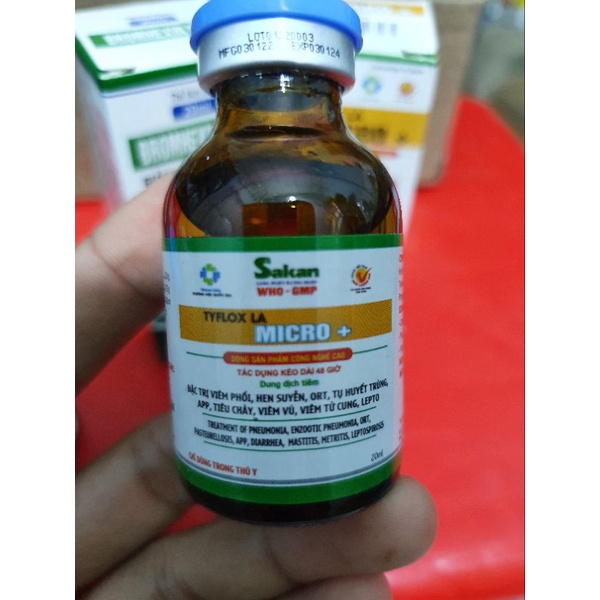 MFG030122 EXP030124
Sakan
WHO - GMP
TYFLOX LA
MICRO +
DÒNG SẢN PHẨM CÔNG NGHỆ CAO
TÁC DỤNG KÉO DÀI 48 GIỜ
Dung dịch tiêm
ĐẶC TRỊ VIÊM PHỔI, HEN SUYỄN, ORT, TỤ HUYẾT TRÙNG,
APP, TIÊU CHẢY, VIÊM VÚ, VIÊM TỬ CUNG, LEPTO
TREATMENT OF PNEUMONIA, ENZOOTIC PNEUMONIA, ORT,
PASTEURELLOSIS, APP, DIARRHEA, MASTITIS, METRITIS, LEPTOSPIROSIS
CHỈ DÙNG TRONG THÚ Y
20ml